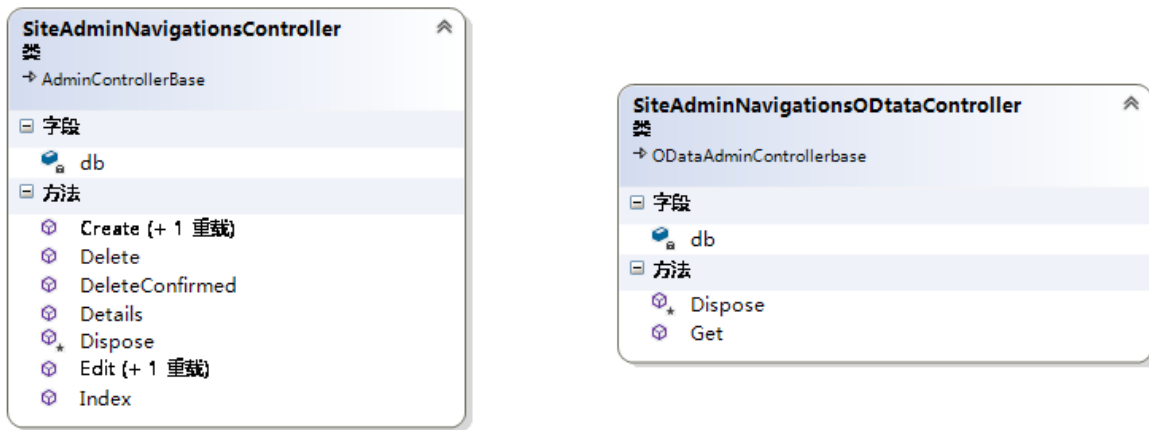 SiteAdminNavigationsController
类
AdminControllerBase
字段
db
方法
Create (+ 1 重载)
Delete
DeleteConfirmed
Details
Dispose
Edit (+ 1 重载)
Index
SiteAdminNavigationsODtataController
类
ODataAdminControllerbase
字段
db
方法
Dispose
Get